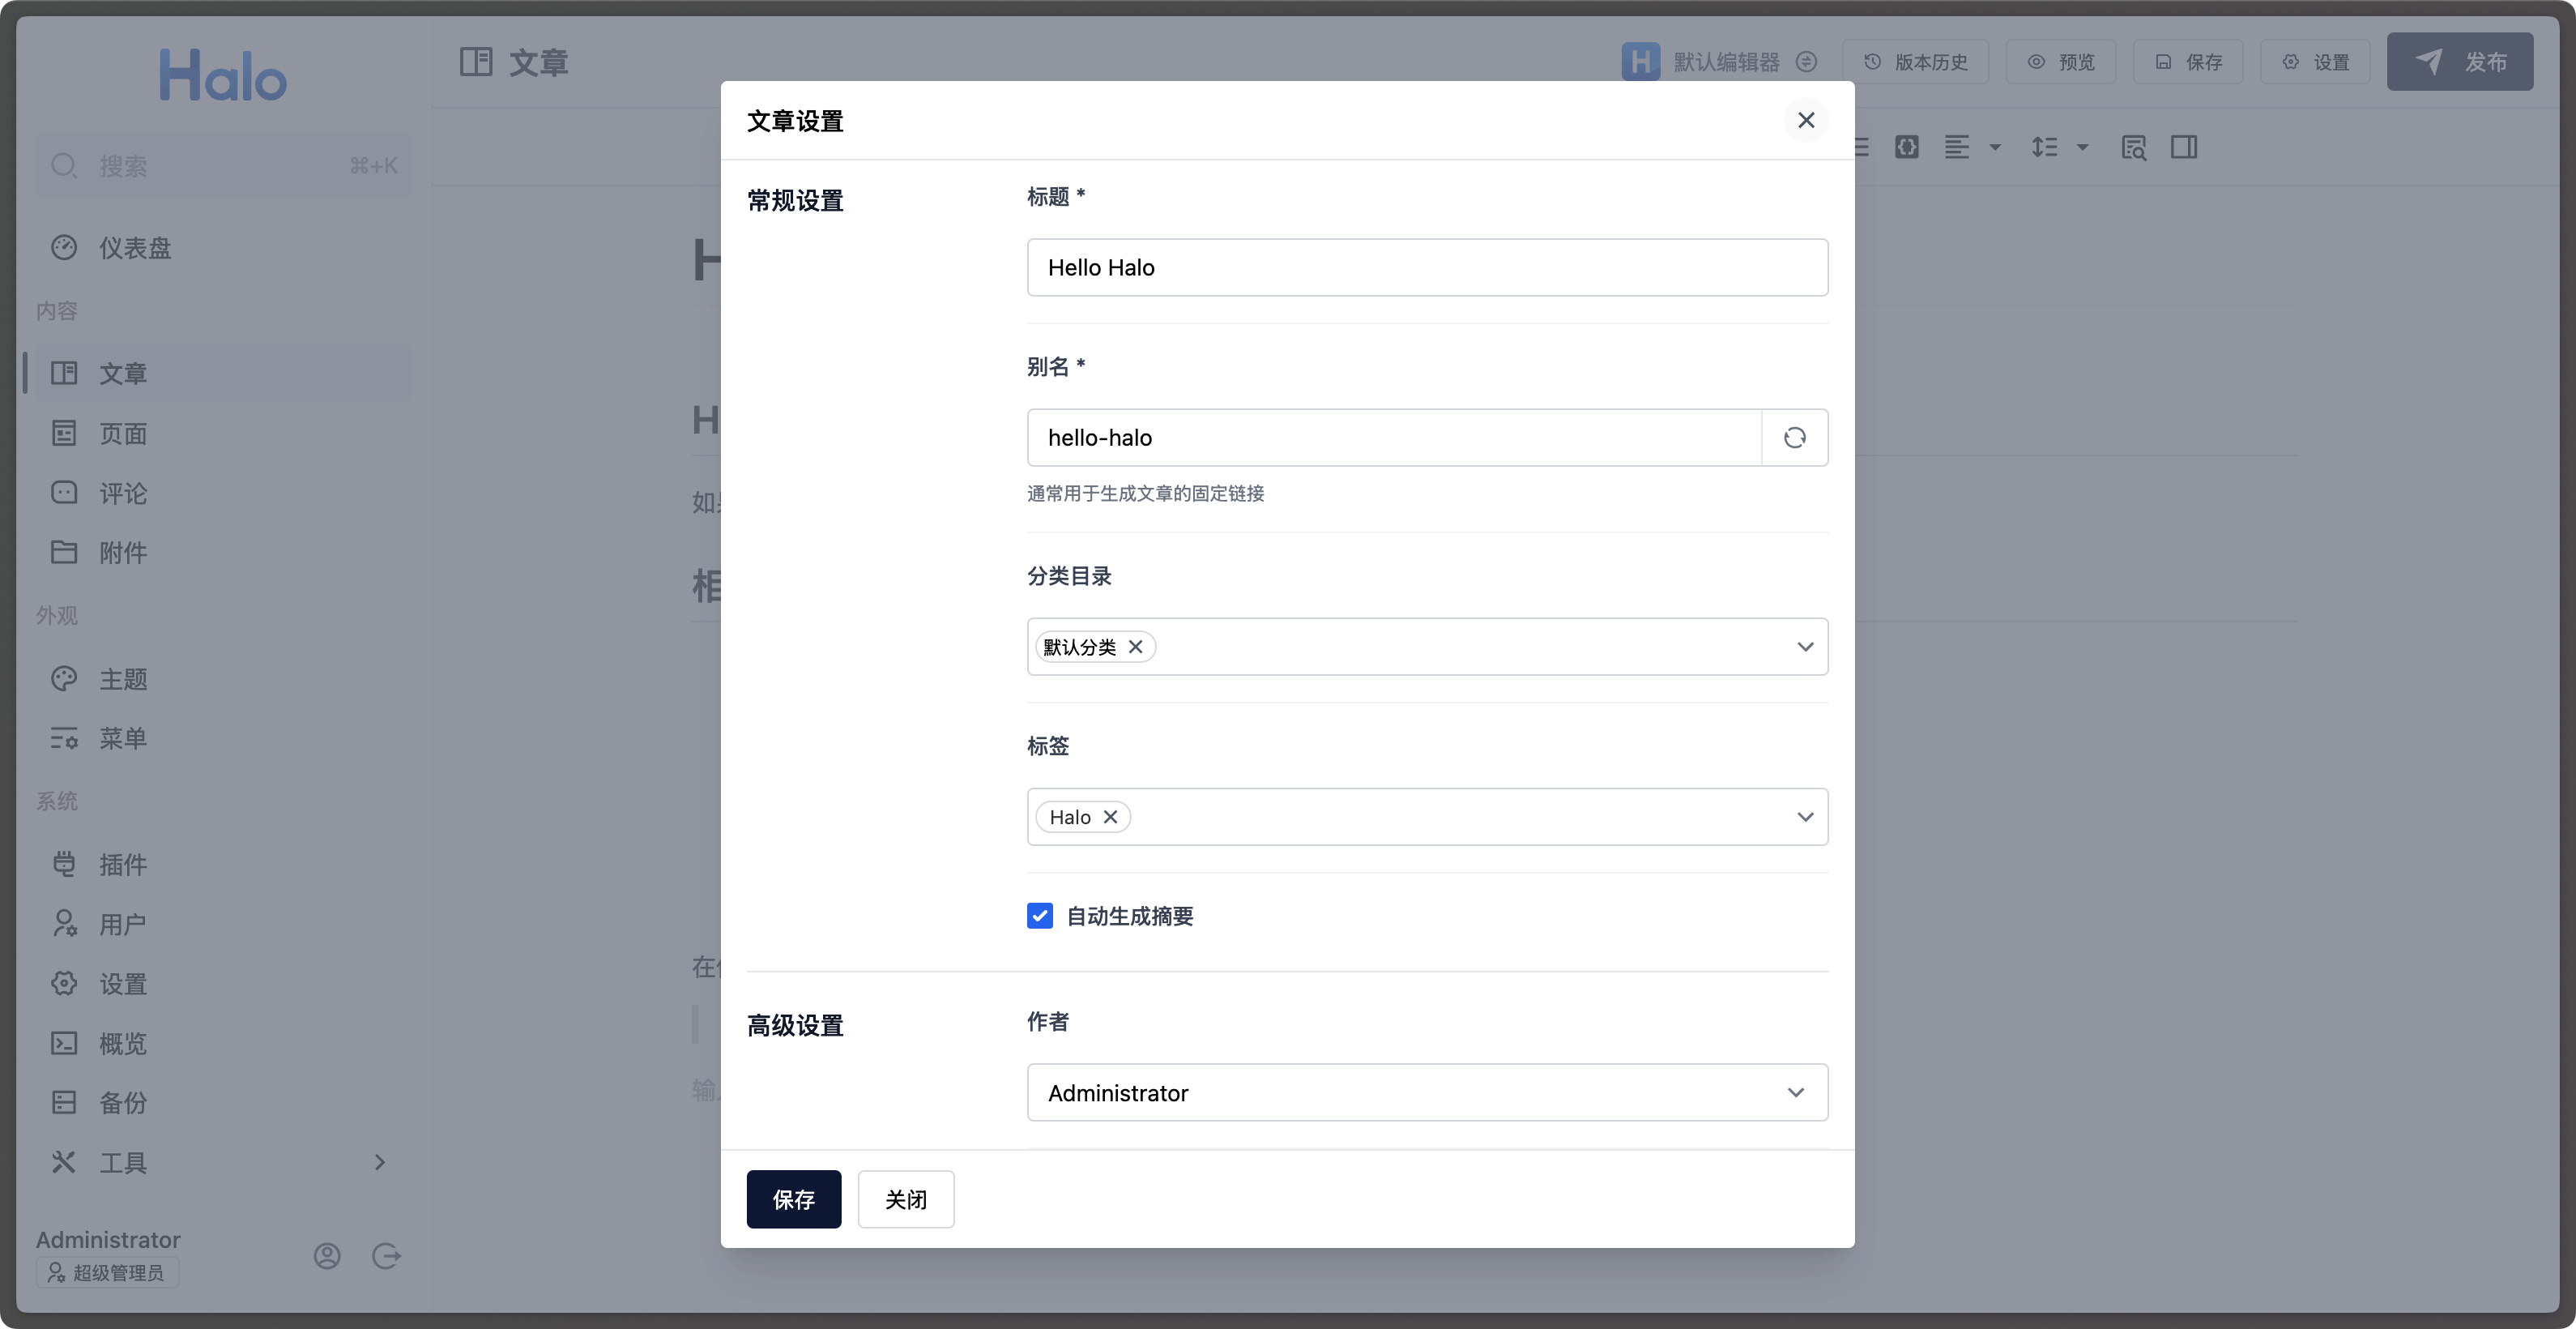 Halo
搜索
⌘+K
仪表盘
内容
文章
页面
评论
附件
外观
主题
菜单
系统
插件
用户
设置
概览
备份
工具
Administrator
超级管理员
文章
默认编辑器
版本历史
预览
保存
设置
发布
H
H
如
相
在
输
文章设置
常规设置
标题 *
Hello Halo
别名 *
hello-halo
通常用于生成文章的固定链接
分类目录
默认分类
标签
Halo
自动生成摘要
高级设置
作者
Administrator
保存
关闭